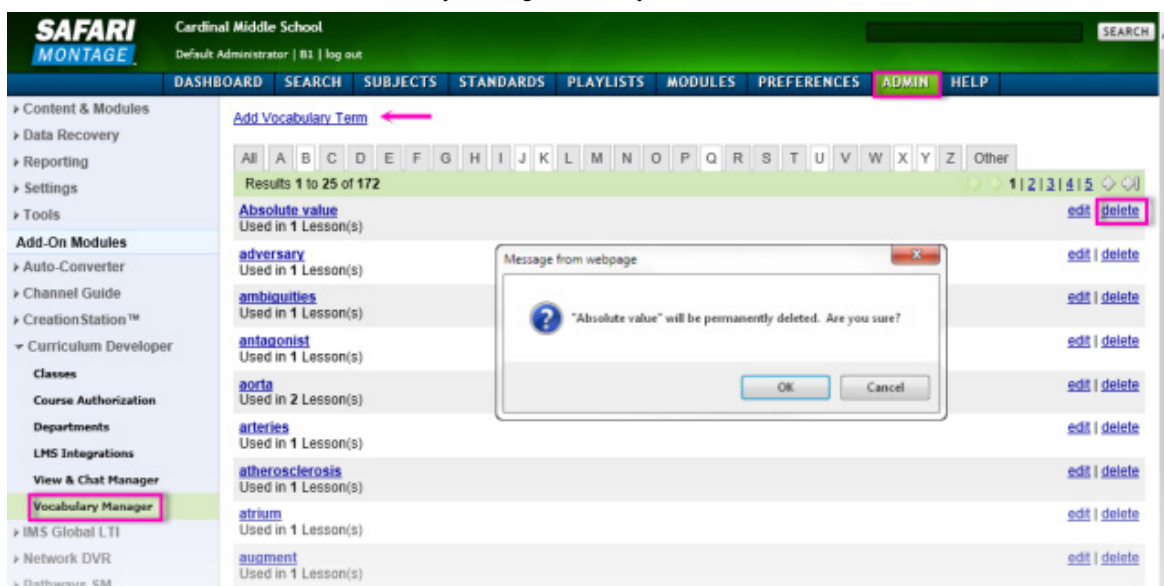 SAFARI
MONTAGE
Cardinal Middle School
Default Administrator | B1 | log out
SEARCH
DASHBOARD SEARCH SUBJECTS STANDARDS PLAYLISTS MODULES PREFERENCES ADMIN HELP
Content & Modules
Data Recovery
Reporting
Settings
Tools
Add-On Modules
Auto-Converter
Channel Guide
CreationStation™
Curriculum Developer
Classes
Course Authorization
Departments
LMS Integrations
View & Chat Manager
Vocabulary Manager
IMS Global LTI
Network DVR
Pathways SM
Add Vocabulary Term
All A B C D E F G H I J K L M N O P Q R S T U V W X Y Z Other
Results 1 to 25 of 172 1 | 2 | 3 | 4 | 5
Absolute value edit delete
Used in 1 Lesson(s)
adversary edit | delete
Used in 1 Lesson(s)
ambiguities edit | delete
Used in 1 Lesson(s)
antagonist edit | delete
Used in 1 Lesson(s)
aorta edit | delete
Used in 2 Lesson(s)
arteries edit | delete
Used in 1 Lesson(s)
atherosclerosis edit | delete
Used in 1 Lesson(s)
atrium edit | delete
Used in 1 Lesson(s)
augment edit | delete
Used in 1 Lesson(s)
Message from webpage
"Absolute value" will be permanently deleted. Are you sure?
OK Cancel